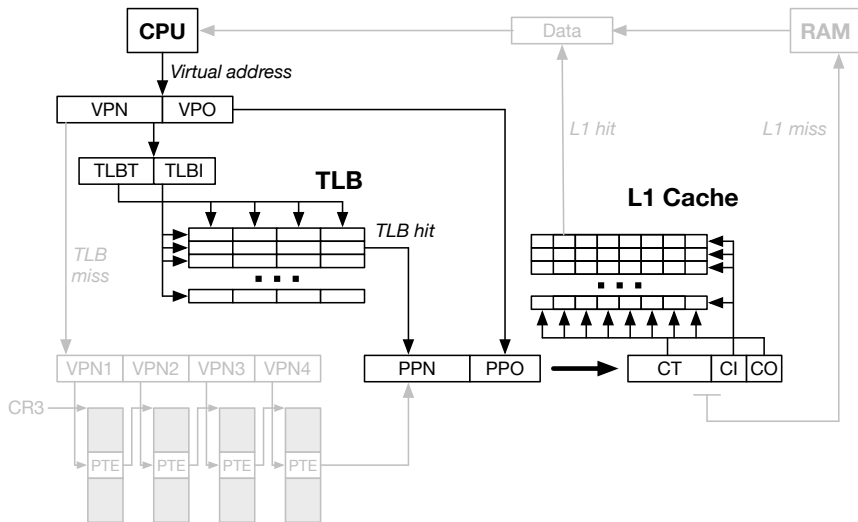 CPU
Data
RAM
Virtual address
VPN VPO
L1 hit
L1 miss
TLBT TLBI
TLB
L1 Cache
TLB hit
TLB
miss
VPN1 VPN2 VPN3 VPN4
PPN PPO
CT CI CO
CR3
PTE PTE PTE PTE